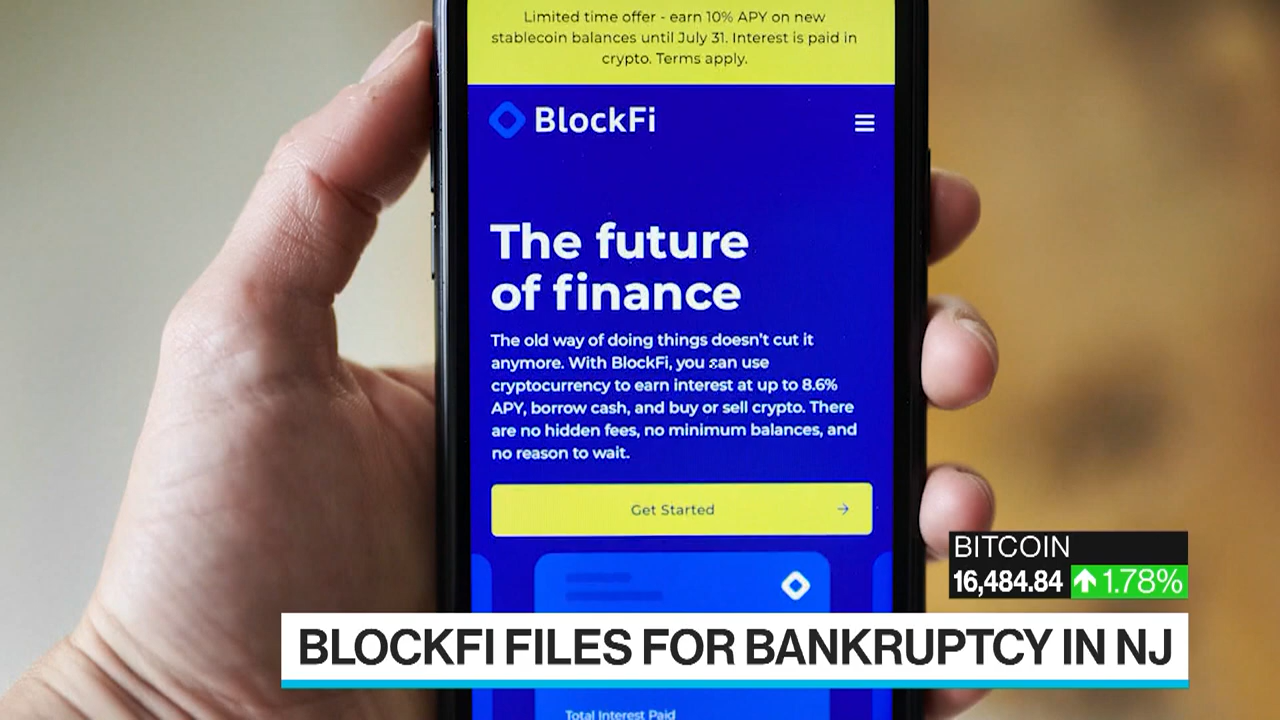 Limited time offer - earn 10% APY on new
stablecoin balances until July 31. Interest is paid in
crypto. Terms apply.
BlockFi
The future
of finance
The old way of doing things doesn't cut it
anymore. With BlockFi, you can use
cryptocurrency to earn interest at up to 8.6%
APY, borrow cash, and buy or sell crypto. There
are no hidden fees, no minimum balances, and
no reason to wait.
Get Started
BITCOIN
16,484.84 1.78%
BLOCKFI FILES FOR BANKRUPTCY IN NJ
Total Interest Paid